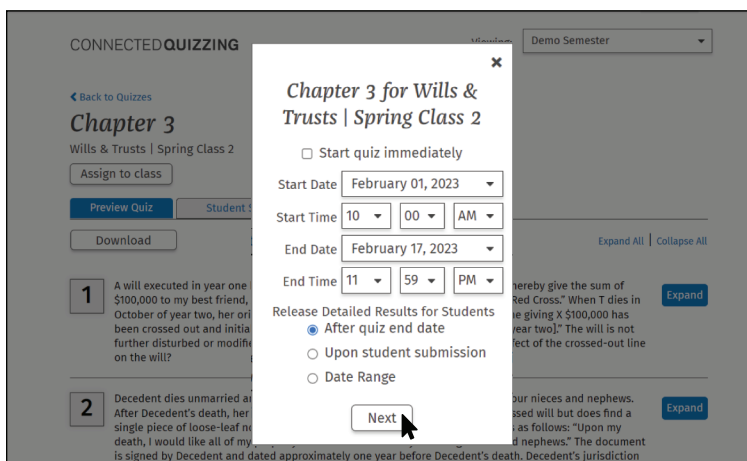 CONNECTEDQUIZZING
Demo Semester
Back to Quizzes
Chapter 3
Wills & Trusts | Spring Class 2
Assign to class
Preview Quiz
Student
Download
Expand All | Collapse All
1
A will executed in year one
$100,000 to my best friend,
October of year two, her
been crossed out and
further disturbed or
on the will?
hereby give the sum of
Red Cross." When T dies in
giving X $100,000 has
year two]." The will is not
of the crossed-out line
Expand
2
Decedent dies unmarried
After Decedent's death, her
single piece of loose-leaf
death, I would like all of my
is signed by Decedent and dated approximately one year before Decedent's death. Decedent's jurisdiction
our nieces and nephews.
will but does find a
as follows: "Upon my
nephews." The document
Expand
Chapter 3 for Wills &
Trusts | Spring Class 2
Start quiz immediately
Start Date February 01, 2023
Start Time 10 00 AM
End Date February 17, 2023
End Time 11 59 PM
Release Detailed Results for Students
After quiz end date
Upon student submission
Date Range
Next